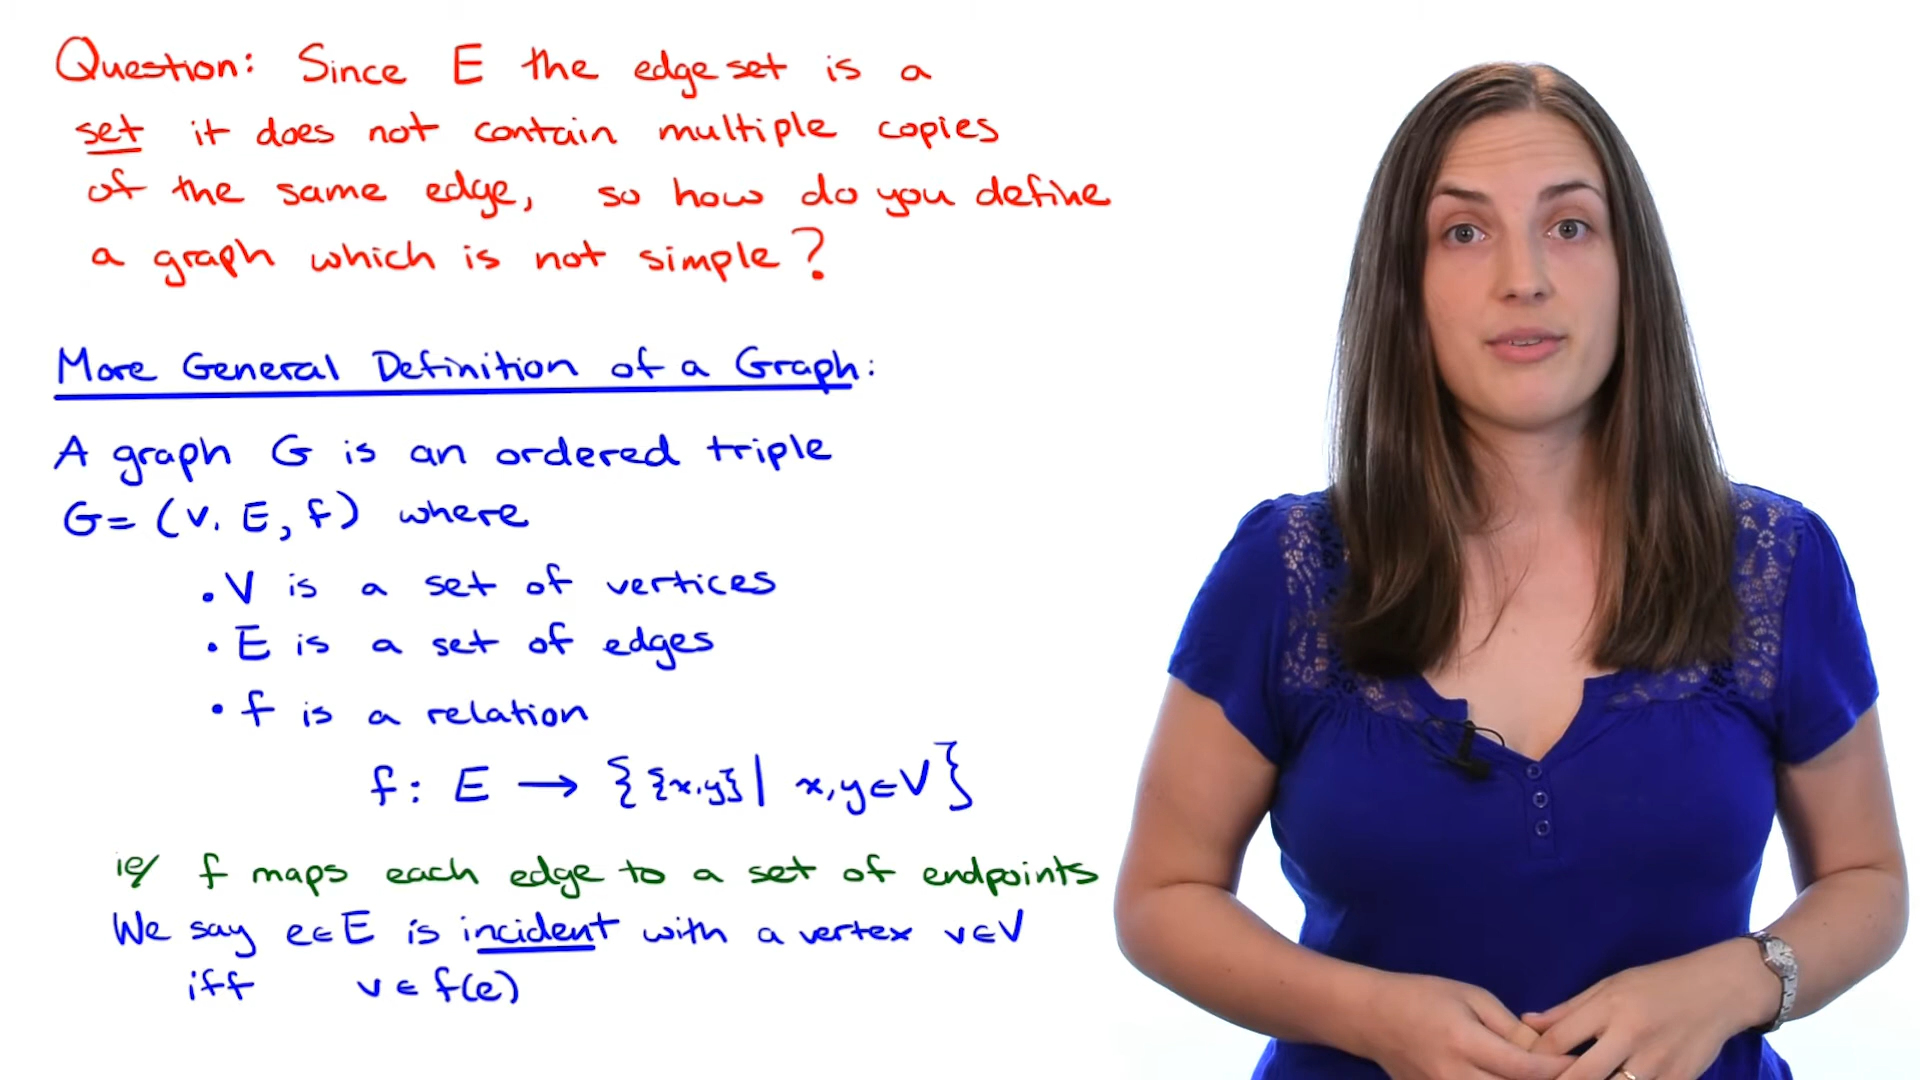 Question: Since E the edge set is a
set it does not contain multiple copies
of the same edge, so how do you define
a graph which is not simple?
More General Definition of a Graph:
A graph G is an ordered triple
G= (V. E, f) where
• V is a set of vertices
• E is a set of edges
• f is a relation
f: E → {{x,y}| x,y∈V}
ie/ f maps each edge to a set of endpoints
We say e∈E is incident with a vertex v∈V
iff v∈f(e)